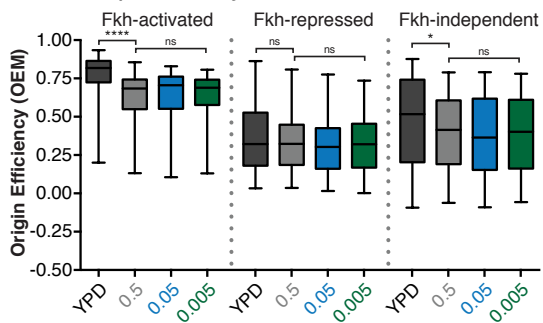 Fkh-activated Fkh-repressed Fkh-independent
**** ns ns ns * ns
Origin Efficiency (OEM)
1.00
0.75
0.50
0.25
0.00
-0.25
-0.50
YPD 0.5 0.05 0.005 YPD 0.5 0.05 0.005 YPD 0.5 0.05 0.005